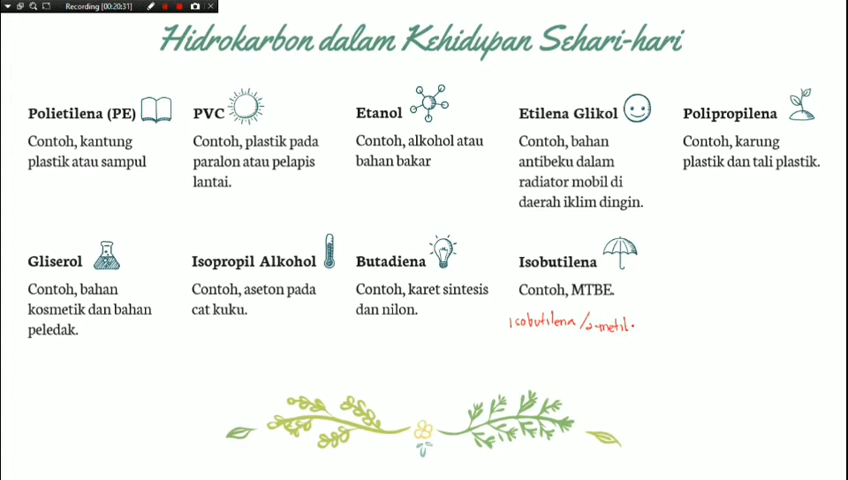 Recording [00:20:31]
Hidrokarbon dalam Kehidupan Sehari-hari
Polietilena (PE)
Contoh, kantung
plastik atau sampul
PVC
Contoh, plastik pada
paralon atau pelapis
lantai.
Etanol
Contoh, alkohol atau
bahan bakar
Etilena Glikol
Contoh, bahan
antibeku dalam
radiator mobil di
daerah iklim dingin.
Polipropilena
Contoh, karung
plastik dan tali plastik.
Gliserol
Contoh, bahan
kosmetik dan bahan
peledak.
Isopropil Alkohol
Contoh, aseton pada
cat kuku.
Butadiena
Contoh, karet sintesis
dan nilon.
Isobutilena
Contoh, MTBE.
Isobutilena / 2-metil.